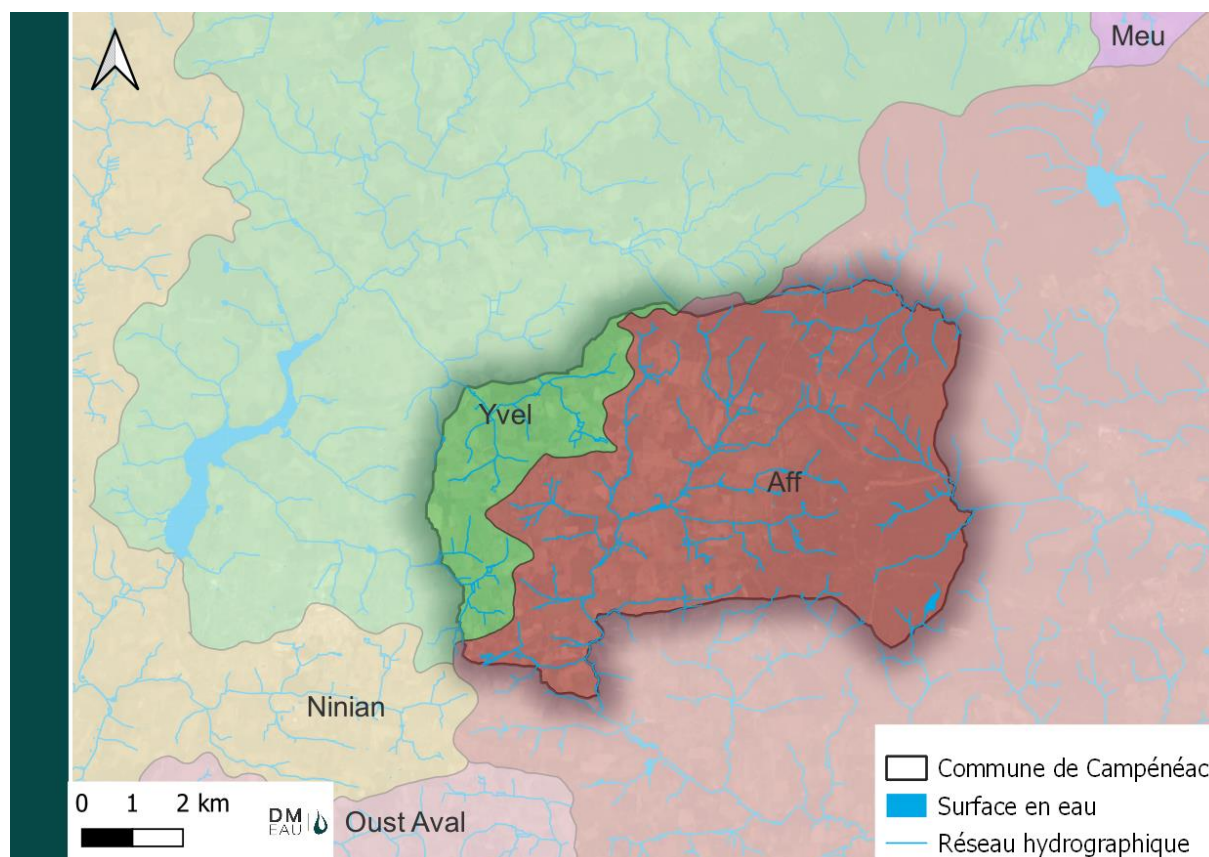 Meu
Yvel
Aff
Ninian
Commune de Campénéac
Surface en eau
Réseau hydrographique
0 1 2 km
DM
EAU
Oust Aval